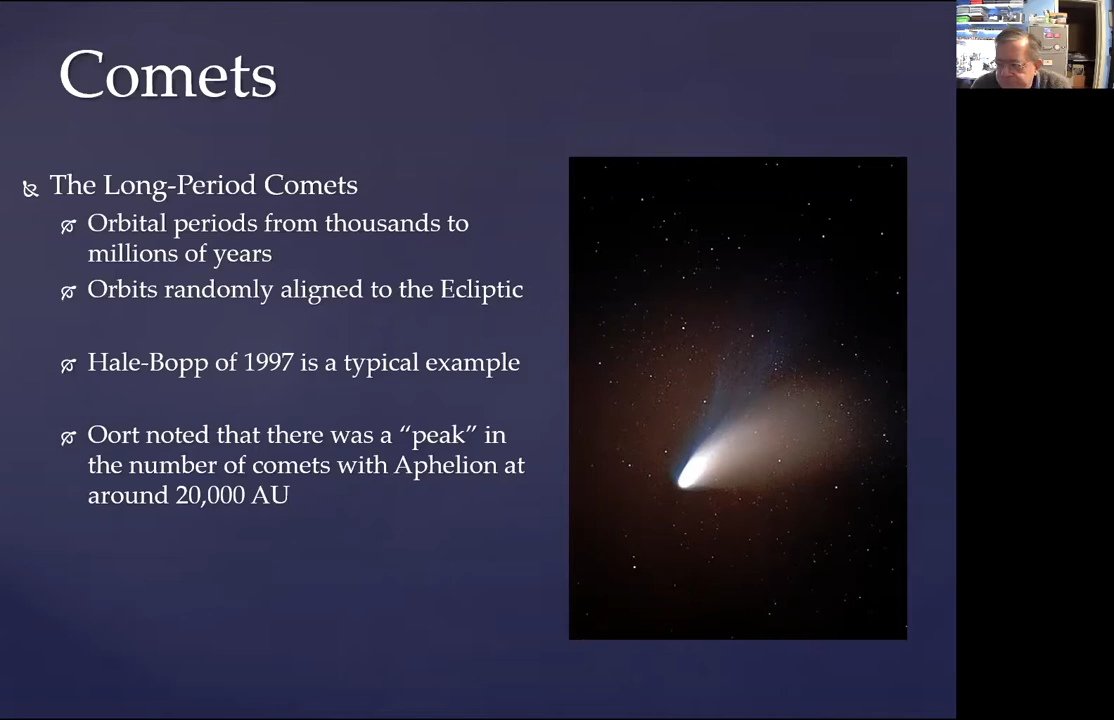 Comets
The Long-Period Comets
Orbital periods from thousands to
millions of years
Orbits randomly aligned to the Ecliptic
Hale-Bopp of 1997 is a typical example
Oort noted that there was a “peak” in
the number of comets with Aphelion at
around 20,000 AU